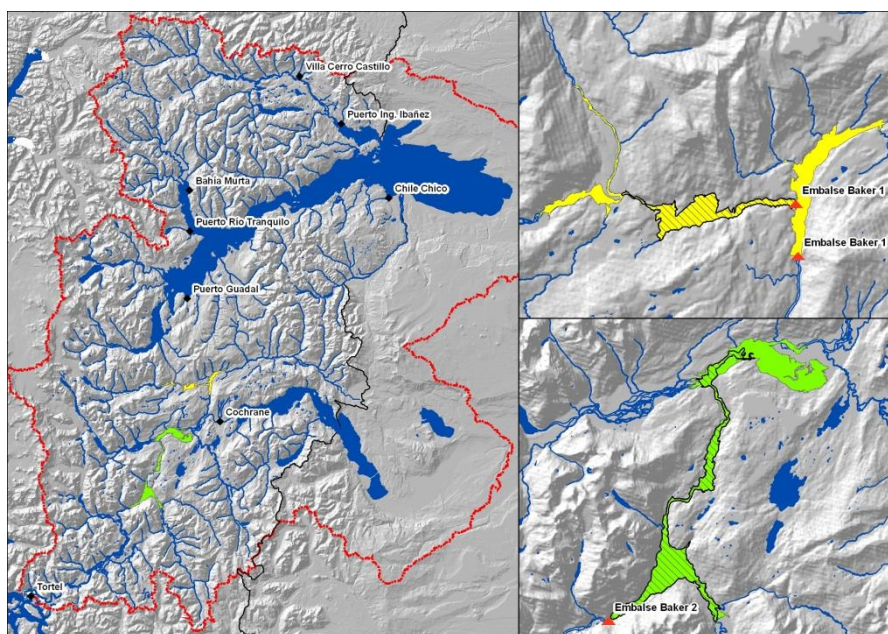 Villa Cerro Castillo
Puerto Ing. Ibañez
Bahia Murta
Chile Chico
Puerto Rio Tranquilo
Puerto Guadal
Cochrane
Tortel
Embalse Baker 1
Embalse Baker 1
Embalse Baker 2